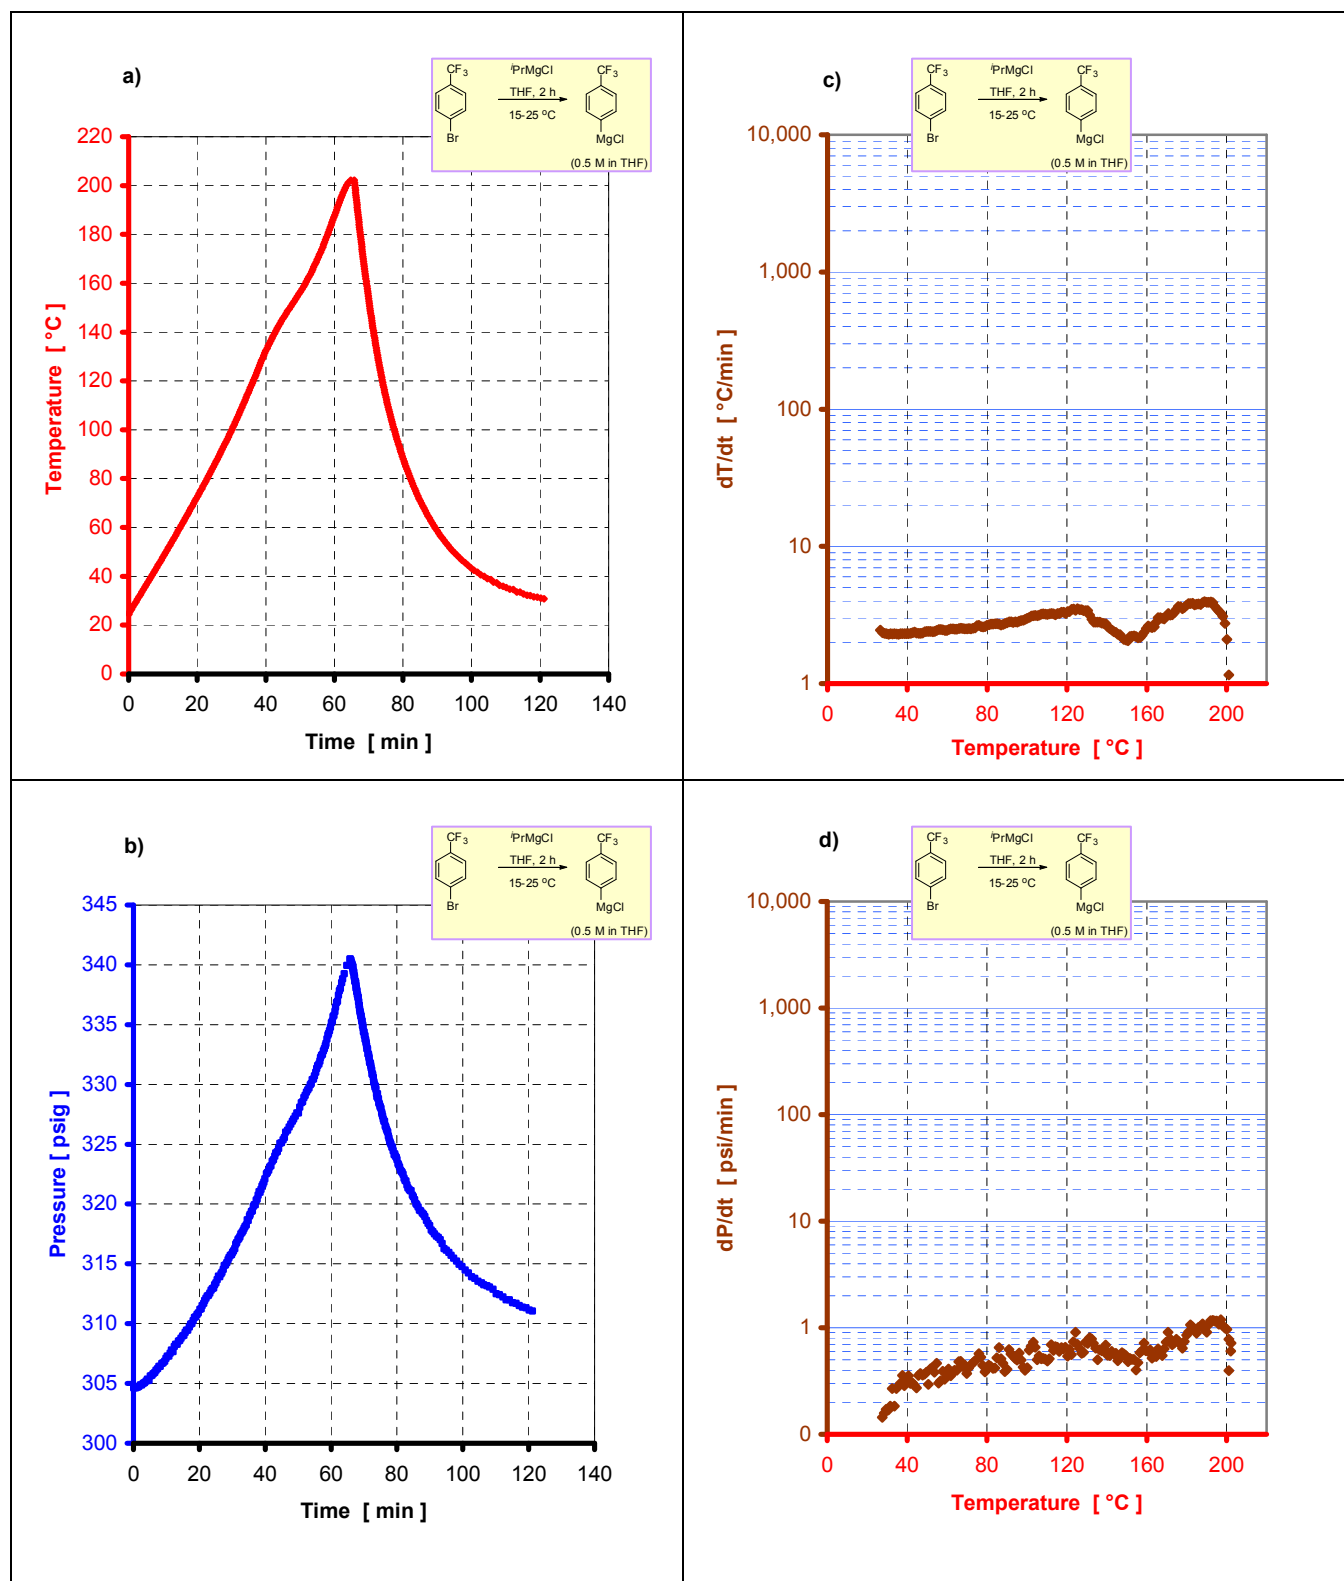 a)
CF3
iPrMgCl
CF3
THF, 2 h
15-25 oC
Br
MgCl
(0.5 M in THF)
220
200
180
160
140
120
100
80
60
40
20
0
Temperature [ °C ]
0 20 40 60 80 100 120 140
Time [ min ]
c)
CF3
iPrMgCl
CF3
THF, 2 h
15-25 oC
Br
MgCl
(0.5 M in THF)
10,000
1,000
100
10
1
dT/dt [ °C/min ]
0 40 80 120 160 200
Temperature [ °C ]
b)
CF3
iPrMgCl
CF3
THF, 2 h
15-25 oC
Br
MgCl
(0.5 M in THF)
345
340
335
330
325
320
315
310
305
300
Pressure [ psig ]
0 20 40 60 80 100 120 140
Time [ min ]
d)
CF3
iPrMgCl
CF3
THF, 2 h
15-25 oC
Br
MgCl
(0.5 M in THF)
10,000
1,000
100
10
1
0
dP/dt [ psi/min ]
0 40 80 120 160 200
Temperature [ °C ]